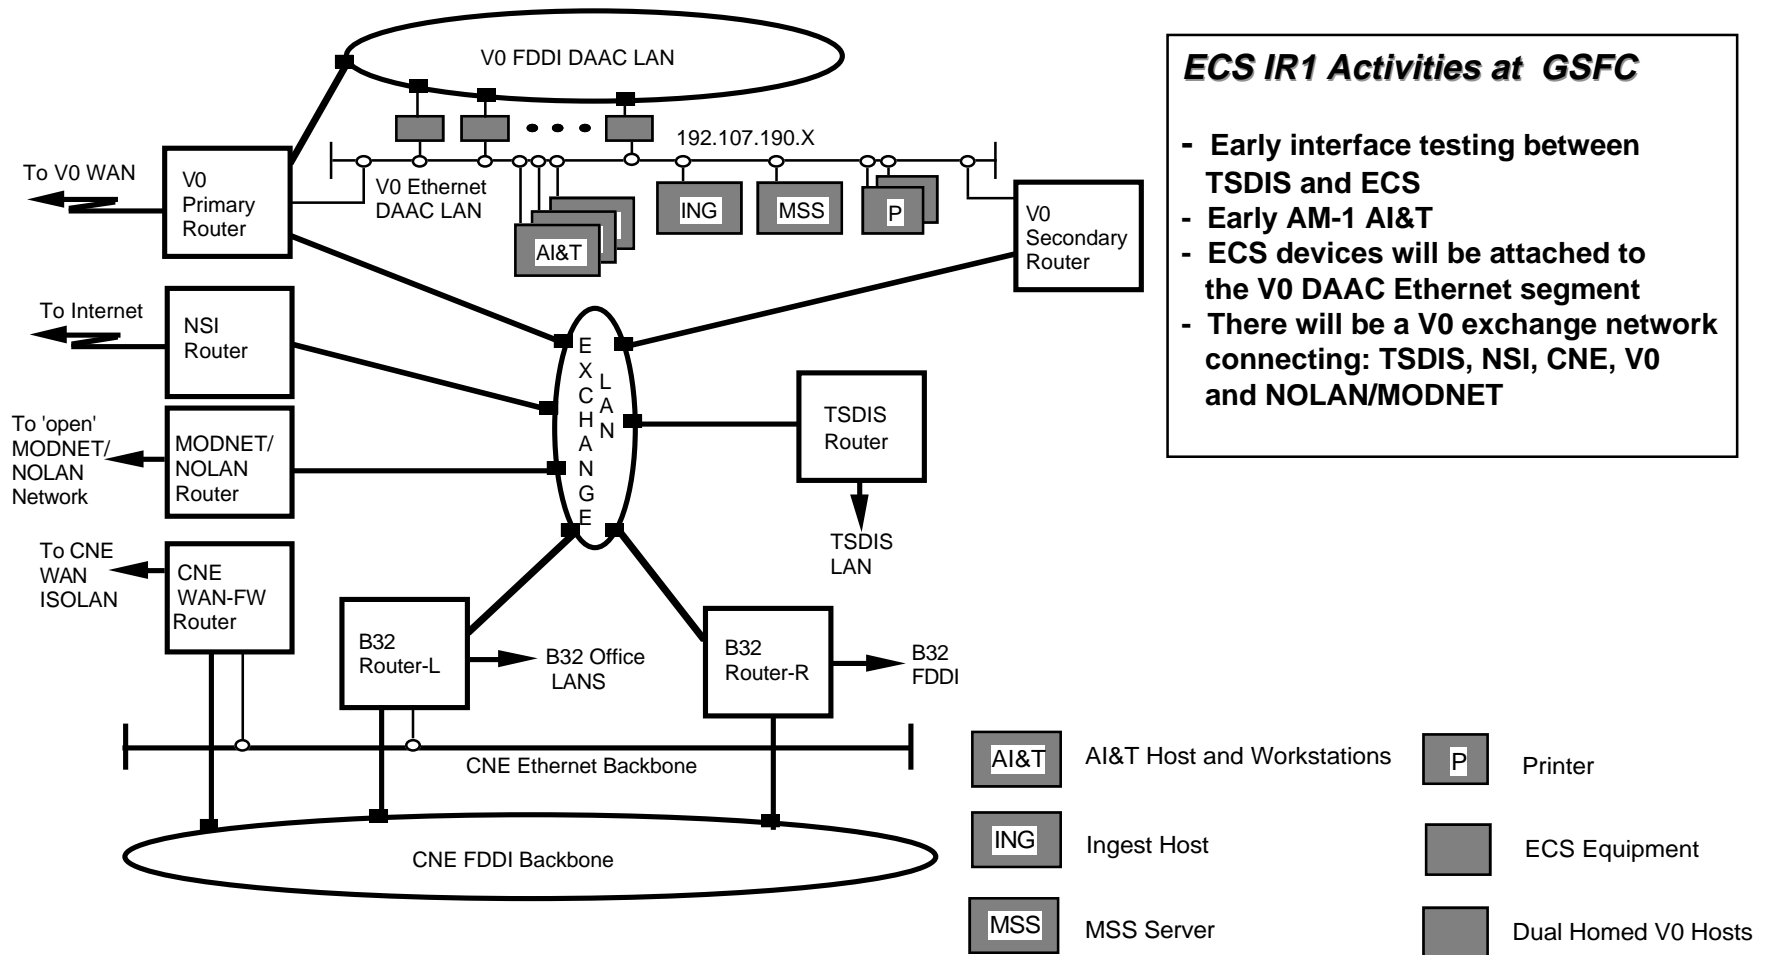 V0 FDDI DAAC LAN
192.107.190.X
To V0 WAN
V0
Primary
Router
V0 Ethernet
DAAC LAN
AI&T
ING
MSS
P
V0
Secondary
Router
To Internet
NSI
Router
To 'open'
MODNET/
NOLAN
Network
MODNET/
NOLAN
Router
EXCHANGE
LAN
TSDIS
Router
TSDIS
LAN
To CNE
WAN
ISOLAN
CNE
WAN-FW
Router
B32
Router-L
B32 Office
LANS
B32
Router-R
B32
FDDI
CNE Ethernet Backbone
CNE FDDI Backbone
ECS IR1 Activities at GSFC
- Early interface testing between
TSDIS and ECS
- Early AM-1 AI&T
- ECS devices will be attached to
the V0 DAAC Ethernet segment
- There will be a V0 exchange network
connecting: TSDIS, NSI, CNE, V0
and NOLAN/MODNET
AI&T
AI&T Host and Workstations
P
Printer
ING
Ingest Host
ECS Equipment
MSS
MSS Server
Dual Homed V0 Hosts